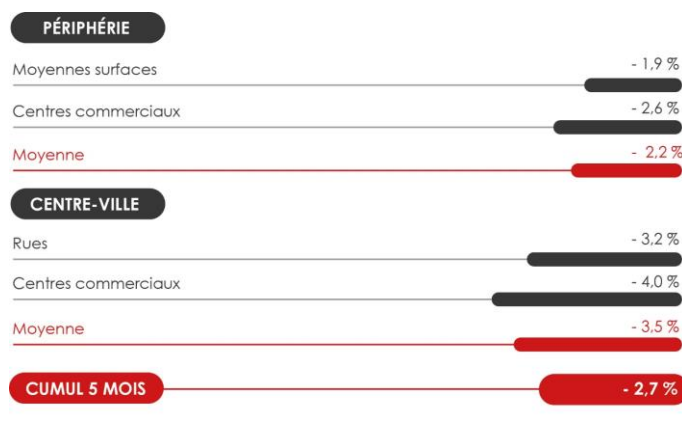 PÉRIPHÉRIE
Moyennes surfaces - 1,9 %
Centres commerciaux - 2,6 %
Moyenne - 2,2 %
CENTRE-VILLE
Rues - 3,2 %
Centres commerciaux - 4,0 %
Moyenne - 3,5 %
CUMUL 5 MOIS - 2,7 %